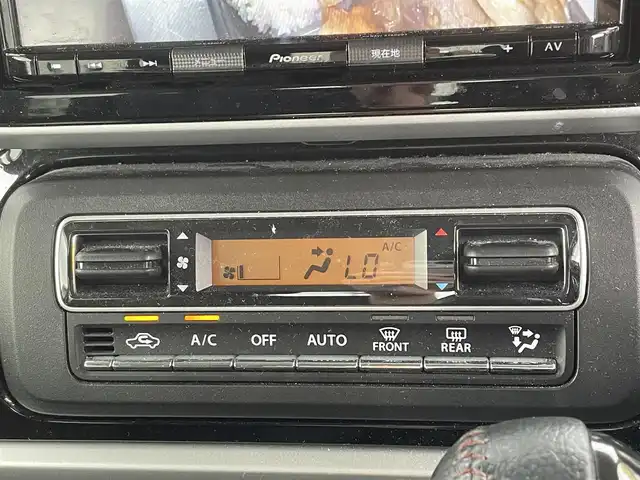 Pioneer 現在地 + AV
A/C
LO
A/C OFF AUTO FRONT REAR